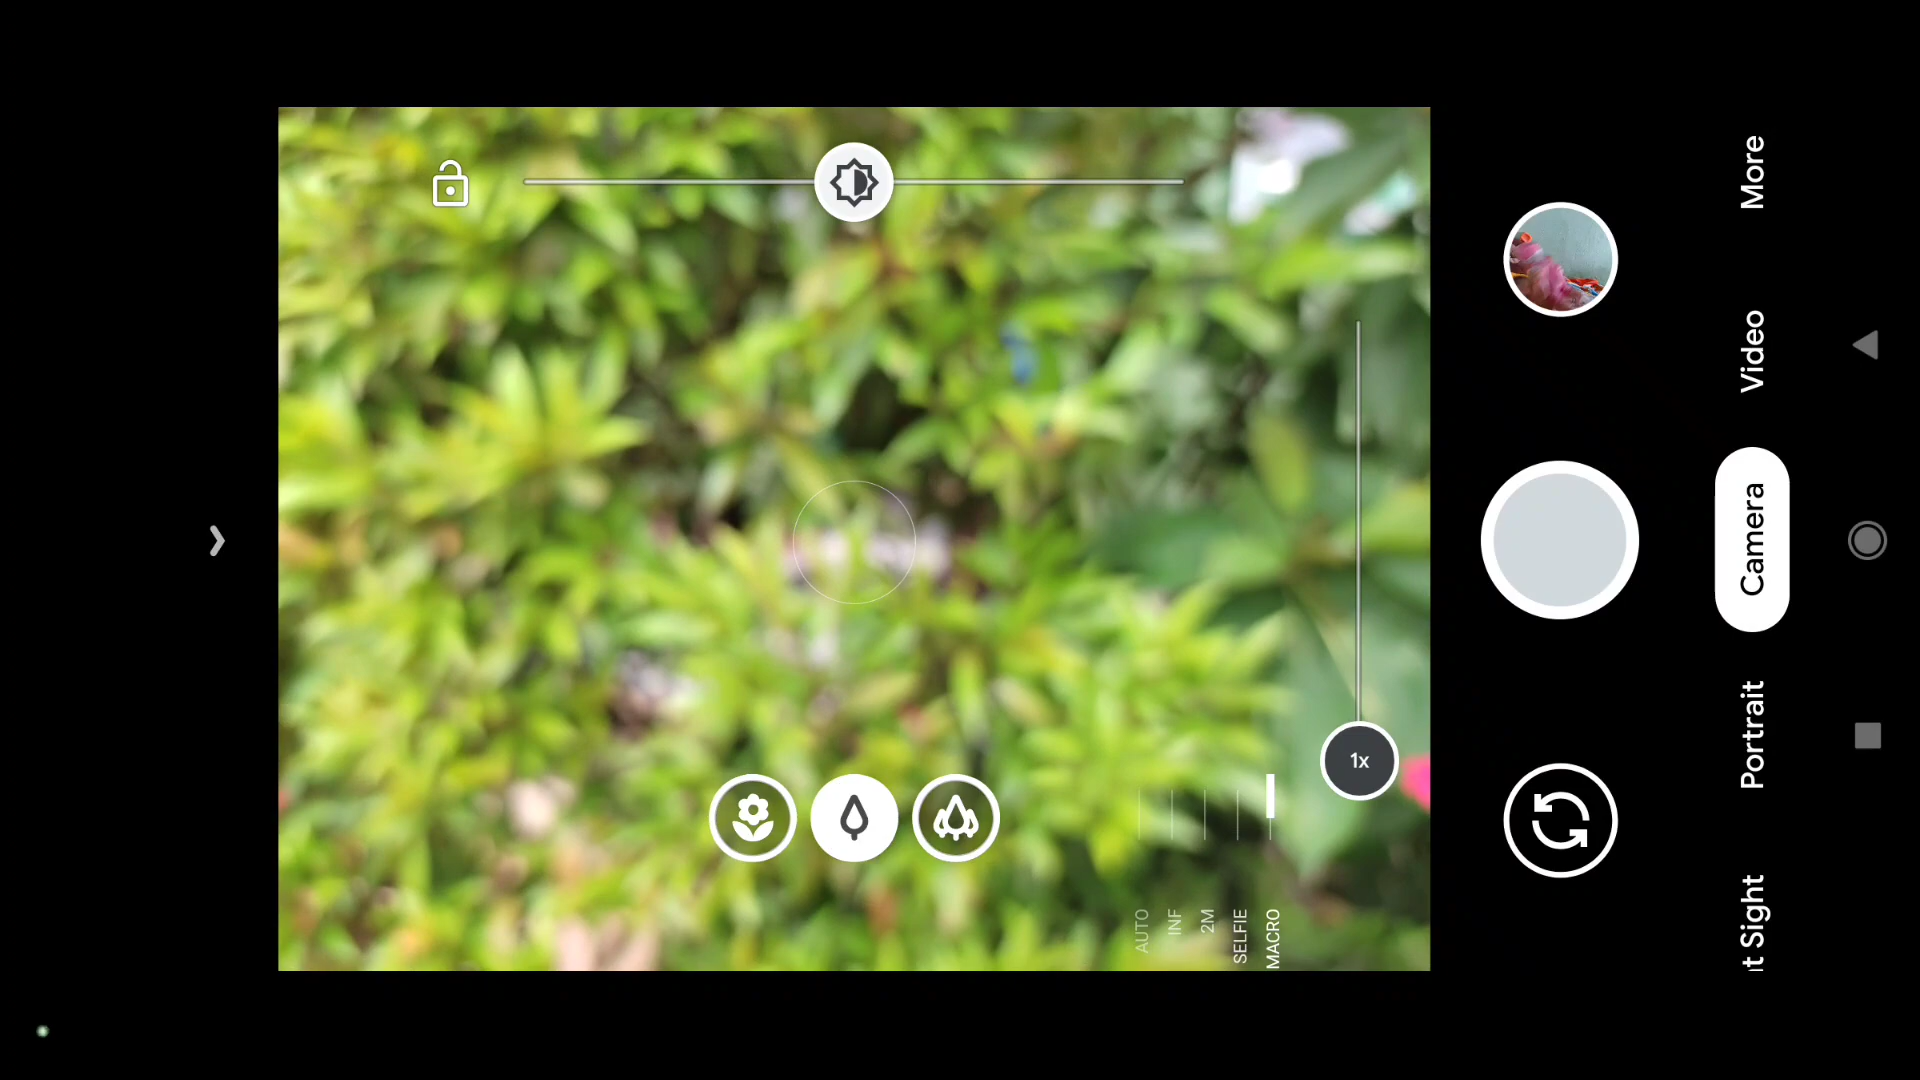 More
Video
Camera
Portrait
t Sight
1x
AUTO
INF
2M
SELFIE
MACRO